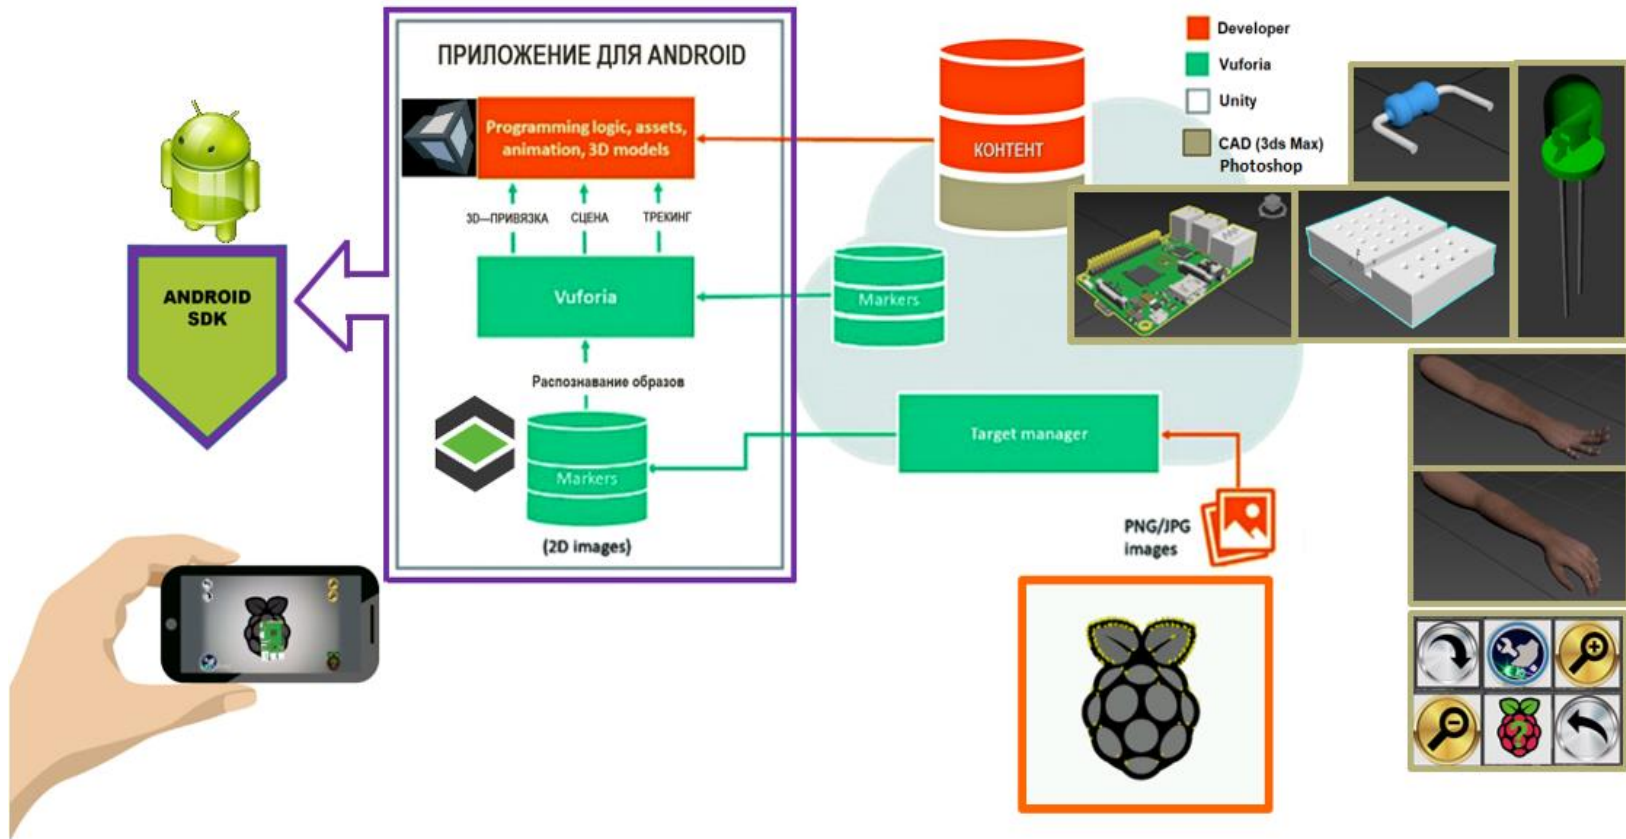 ПРИЛОЖЕНИЕ ДЛЯ ANDROID
Programming logic, assets,
animation, 3D models
3D—ПРИВЯЗКА
СЦЕНА
ТРЕКИНГ
Vuforia
Распознавание образов
Markers
(2D images)
ANDROID
SDK
КОНТЕНТ
Markers
Target manager
PNG/JPG
images
Developer
Vuforia
Unity
CAD (3ds Max)
Photoshop